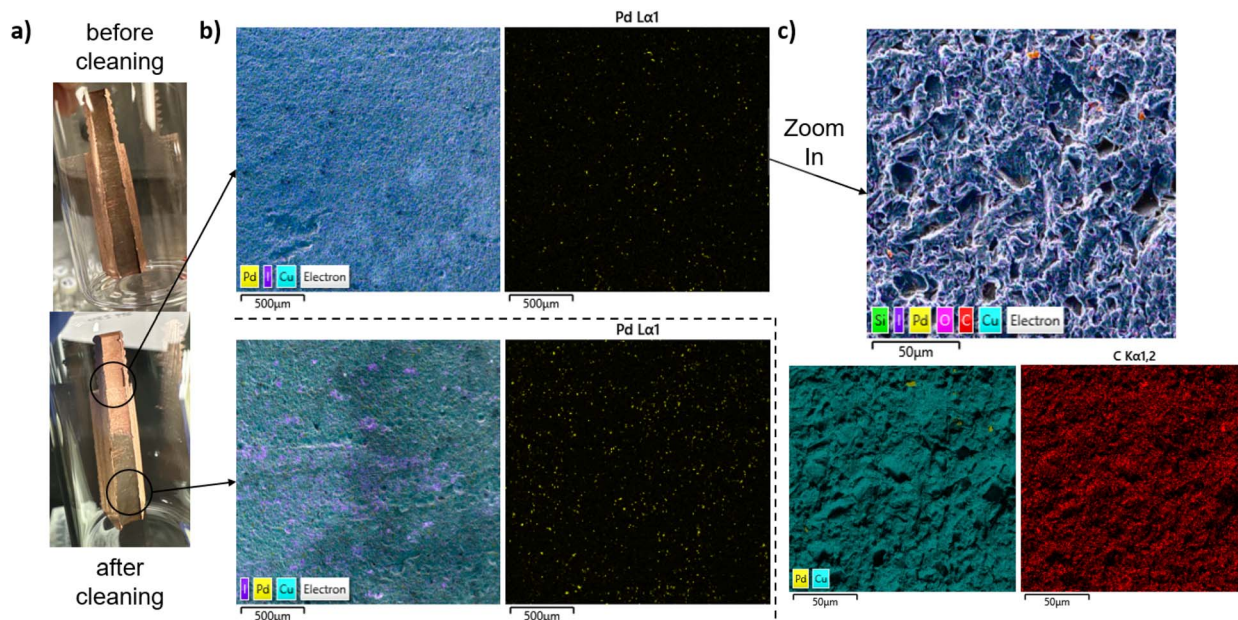 a)
before
cleaning
after
cleaning
b)
Pd Lα1
Pd I Cu Electron
500μm
500μm
Pd Lα1
I Pd Cu Electron
500μm
500μm
Zoom
In
c)
Si I Pd O C Cu Electron
50μm
C Kα1,2
Pd Cu
50μm
50μm